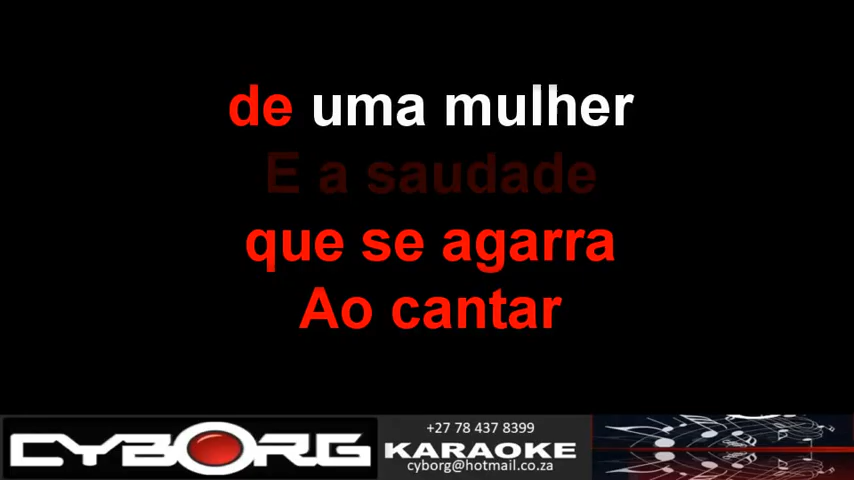 de uma mulher
E a saudade
que se agarra
Ao cantar
CYBORG
+27 78 437 8399
KARAOKE
cyborg@hotmail.co.za